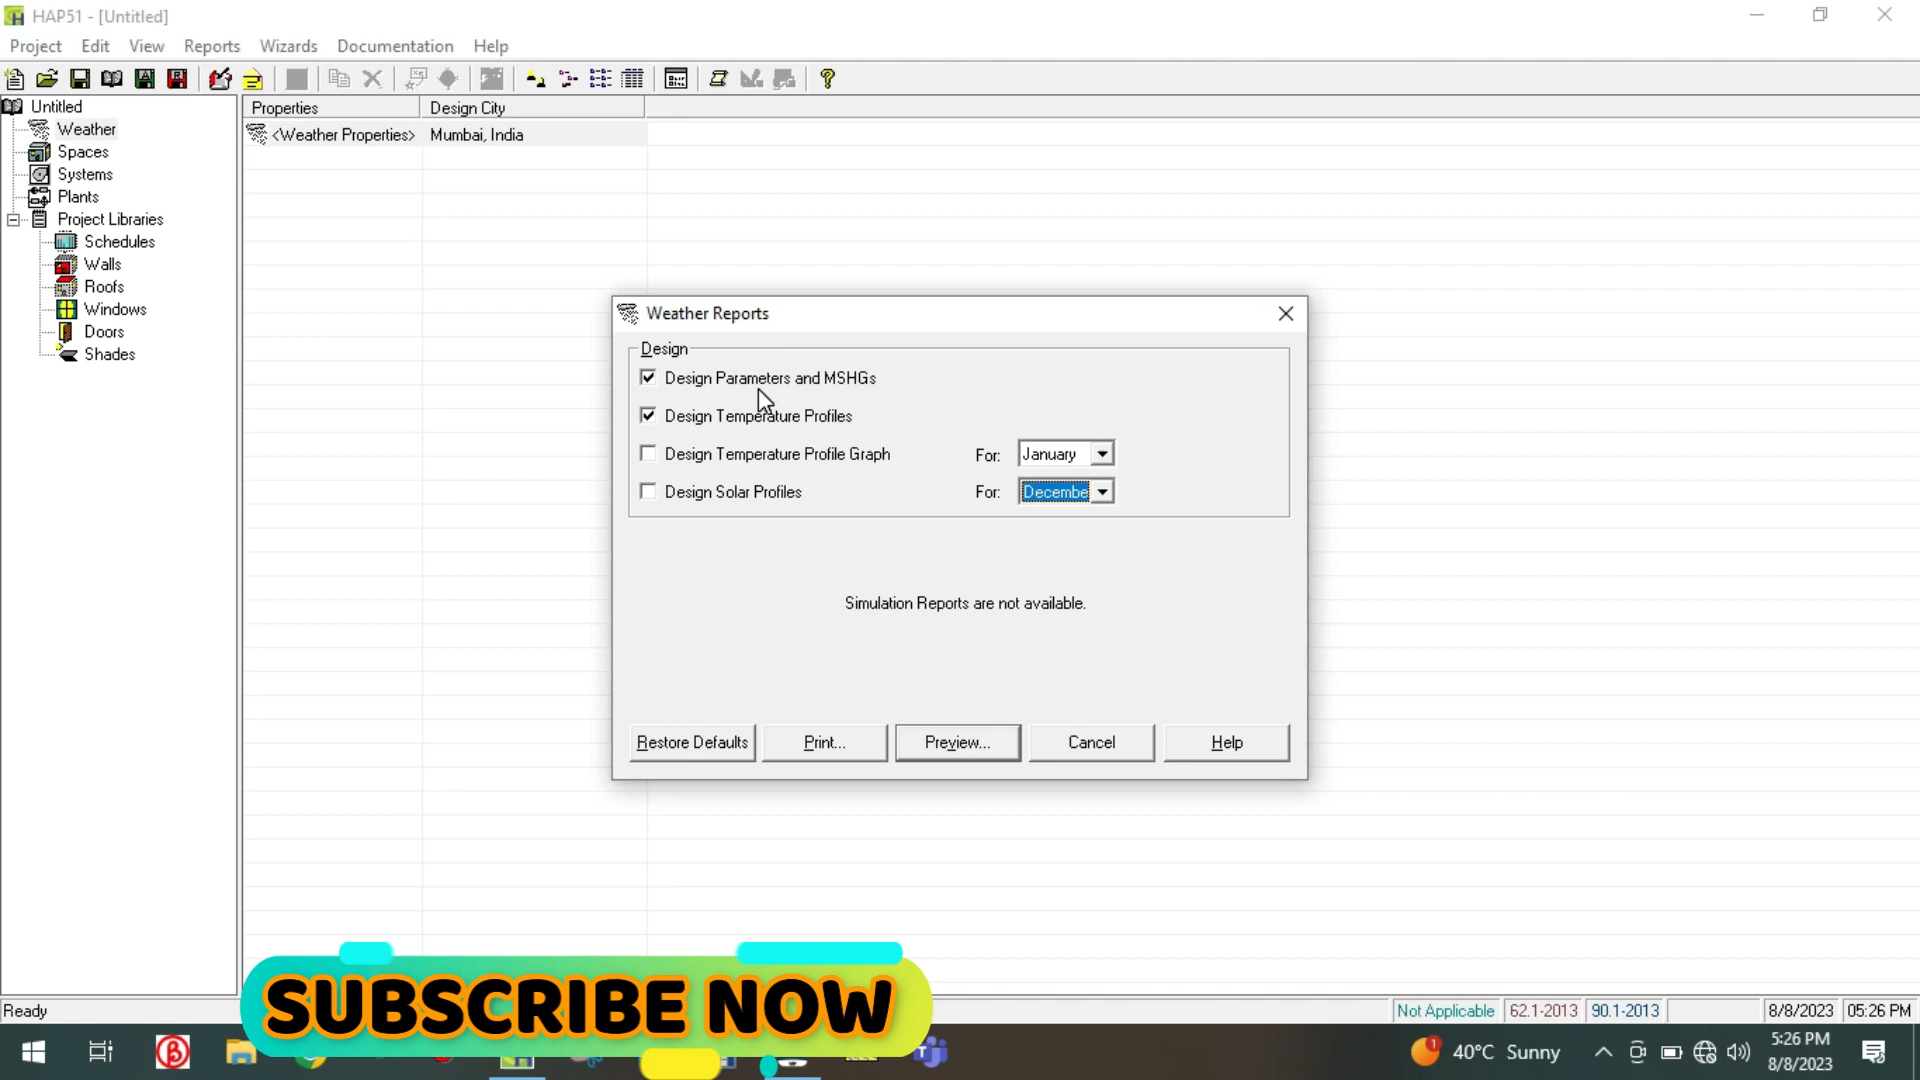 HAP51 - [Untitled]
Project Edit View Reports Wizards Documentation Help
Untitled
Weather
Spaces
Systems
Plants
Project Libraries
Schedules
Walls
Roofs
Windows
Doors
Shades
Properties Design City
<Weather Properties> Mumbai, India
Weather Reports
Design
Design Parameters and MSHGs
Design Temperature Profiles
Design Temperature Profile Graph For: January
Design Solar Profiles For: Decembe
Simulation Reports are not available.
Restore Defaults Print... Preview... Cancel Help
SUBSCRIBE NOW
Ready Not Applicable 62.1-2013 90.1-2013 8/8/2023 05:26 PM
1 40°C Sunny 5:26 PM
8/8/2023